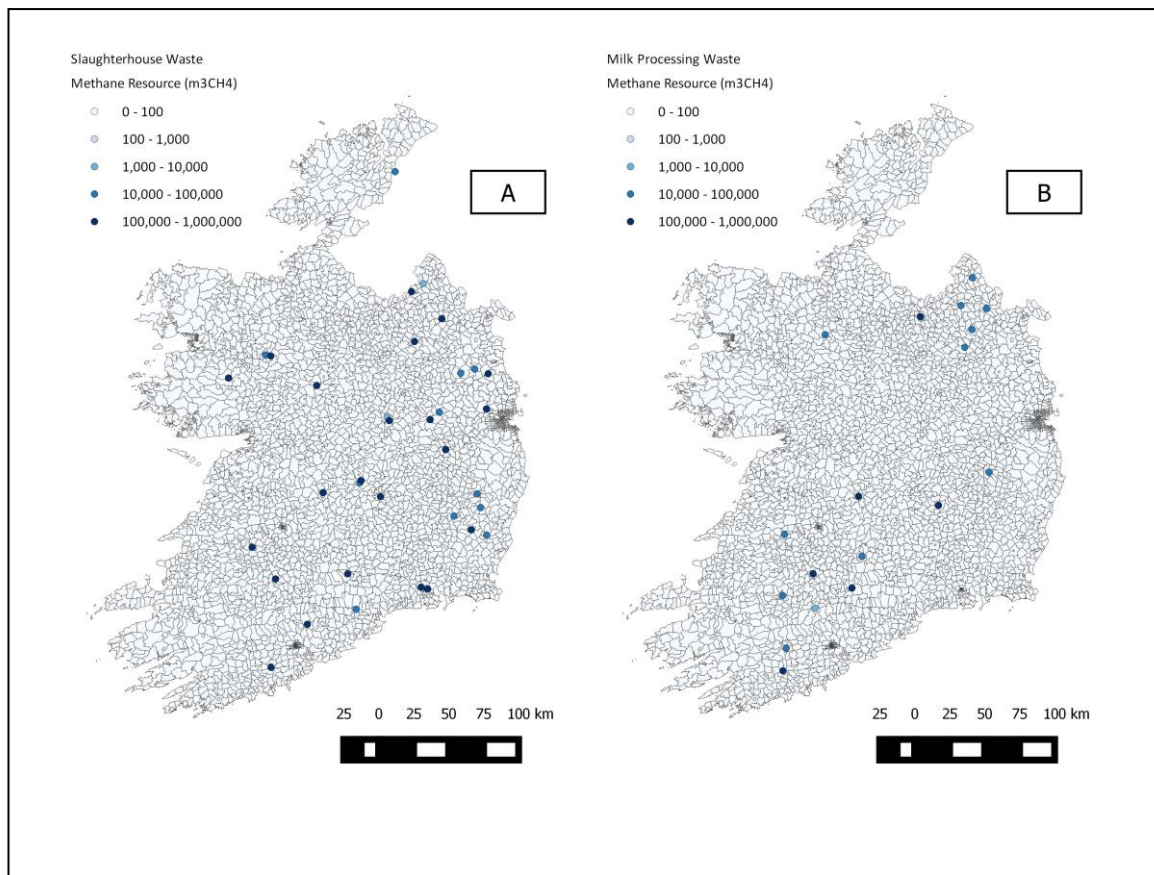 Slaughterhouse Waste
Methane Resource (m3CH4)
0 - 100
100 - 1,000
1,000 - 10,000
10,000 - 100,000
100,000 - 1,000,000
A
25 0 25 50 75 100 km
Milk Processing Waste
Methane Resource (m3CH4)
0 - 100
100 - 1,000
1,000 - 10,000
10,000 - 100,000
100,000 - 1,000,000
B
25 0 25 50 75 100 km